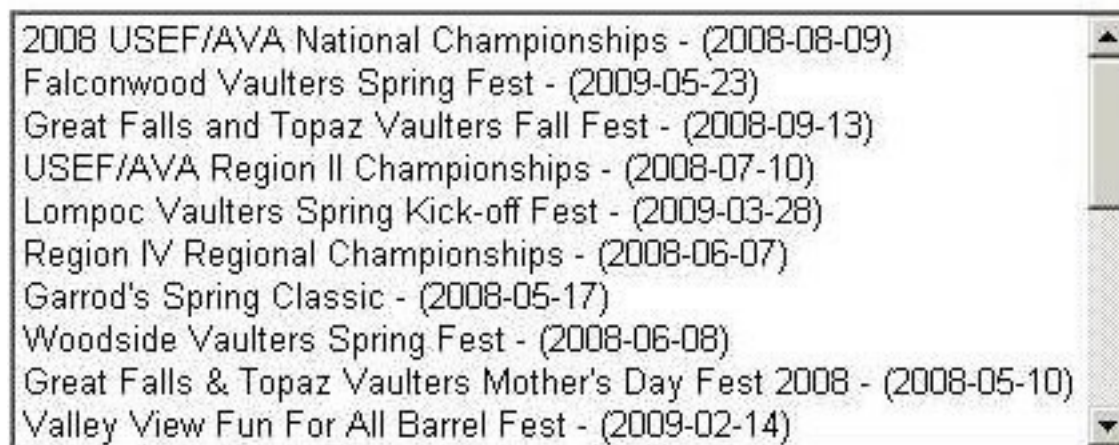 2008 USEF/AVA National Championships - (2008-08-09)
Falconwood Vaulters Spring Fest - (2009-05-23)
Great Falls and Topaz Vaulters Fall Fest - (2008-09-13)
USEF/AVA Region II Championships - (2008-07-10)
Lompoc Vaulters Spring Kick-off Fest - (2009-03-28)
Region IV Regional Championships - (2008-06-07)
Garrod's Spring Classic - (2008-05-17)
Woodside Vaulters Spring Fest - (2008-06-08)
Great Falls & Topaz Vaulters Mother's Day Fest 2008 - (2008-05-10)
Valley View Fun For All Barrel Fest - (2009-02-14)